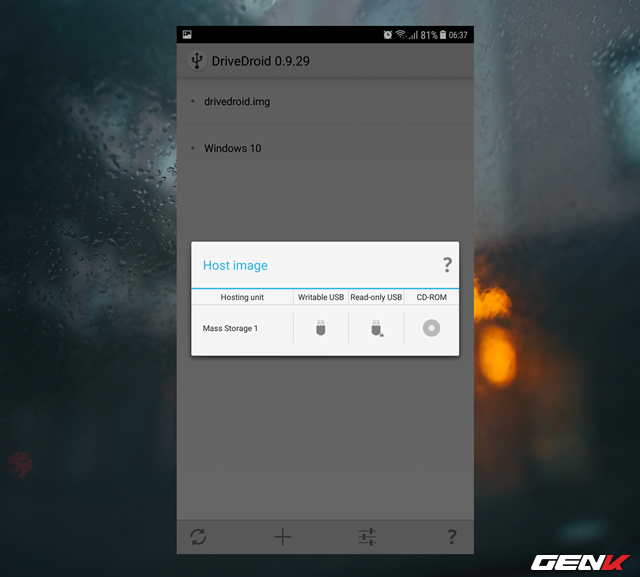 81% 06:37
DriveDroid 0.9.29
drivedroid.img
Windows 10
Host image ?
Hosting unit Writable USB Read-only USB CD-ROM
Mass Storage 1
?
GENK